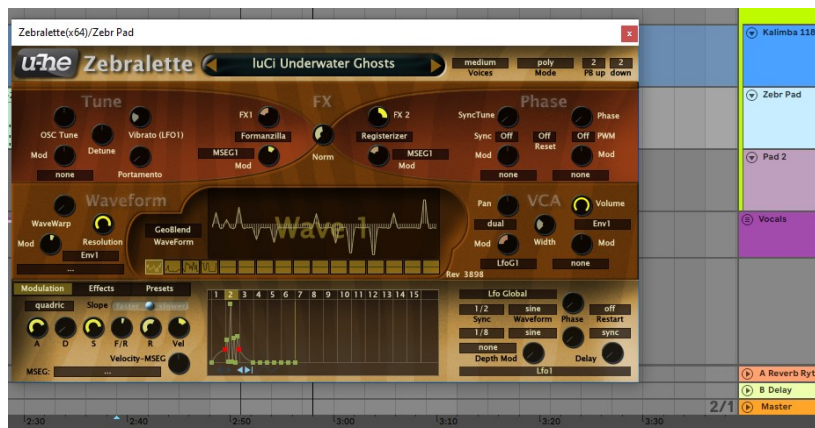 Zebralette(x64)/Zebr Pad
x
u-he Zebralette
luCi Underwater Ghosts
medium poly 2 2
Voices Mode PB up down
Tune FX Phase
FX1 FX 2 SyncTune Phase
OSC Tune Vibrato (LFO1) Formanzilla Registerizer Sync Off Off Off PWM
Detune Norm Reset
Mod MSEG1 MSEG1 Mod Mod
Mod Mod
none Portamento none none
Waveform VCA
Pan Volume
WaveWarp GeoBlend Wave 1 dual Env1
Mod Resolution WaveForm Mod Width Mod
Env1 LfoG1 none
... Rev 3898
Modulation Effects Presets
1 2 3 4 5 6 7 8 9 10 11 12 13 14 15
Lfo Global
quadric Slope faster slower
1/2 sine off
Sync Waveform Phase Restart
1/8 sine sync
A D S F/R R Vel
none
Velocity-MSEG
Depth Mod Delay
MSEG: ... Lfo1
Kalimba 118
Zebr Pad
Pad 2
Vocals
A Reverb Ryt
B Delay
2/1 Master
2:30 2:40 2:50 3:00 3:10 3:20 3:30